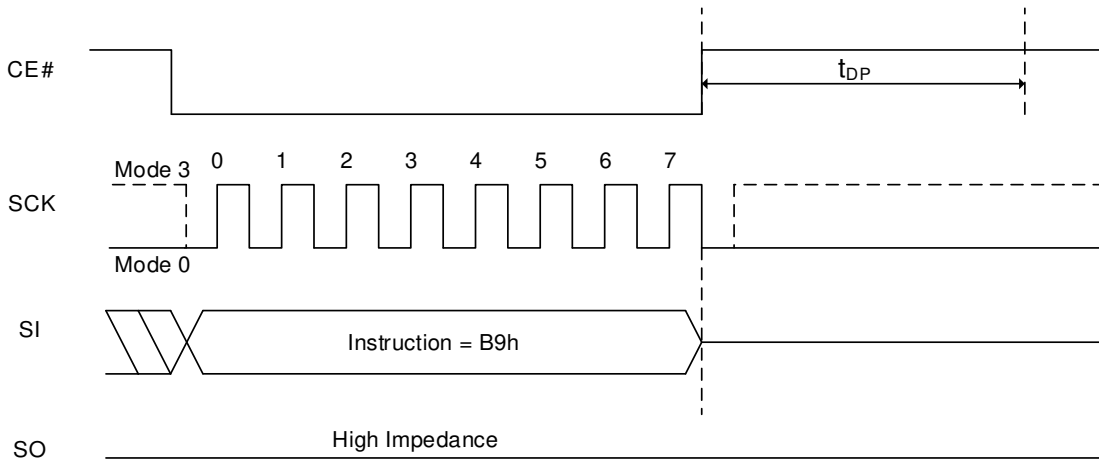 CE#
tDP
Mode 3
0 1 2 3 4 5 6 7
SCK
Mode 0
SI
Instruction = B9h
High Impedance
SO